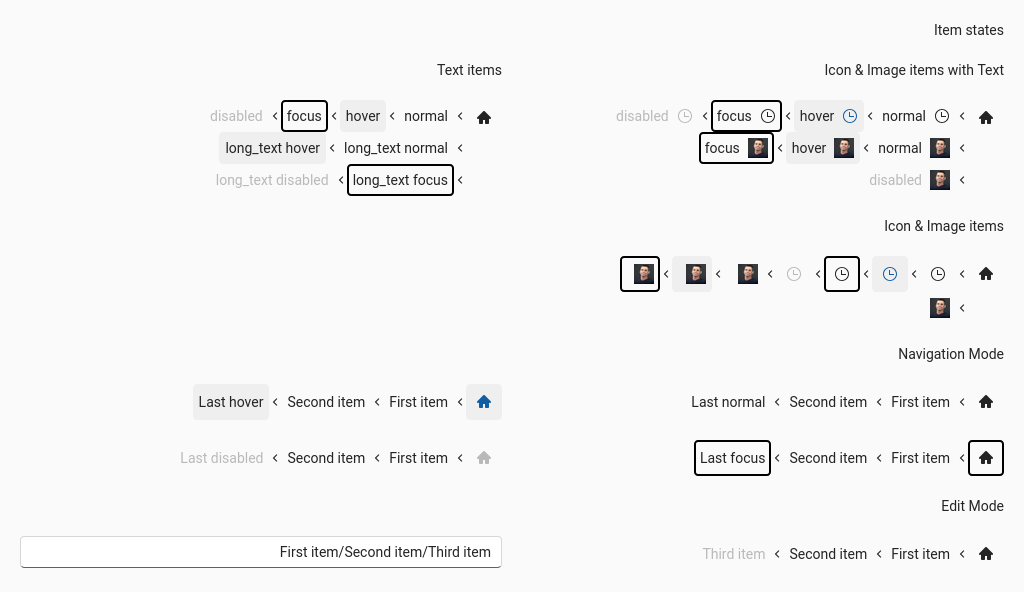 Item states
Text items
Icon & Image items with Text
disabled focus hover normal
disabled focus hover normal
long_text hover long_text normal
focus hover normal
long_text disabled long_text focus
disabled
Icon & Image items
Navigation Mode
Last hover Second item First item
Last normal Second item First item
Last disabled Second item First item
Last focus Second item First item
Edit Mode
First item/Second item/Third item
Third item Second item First item